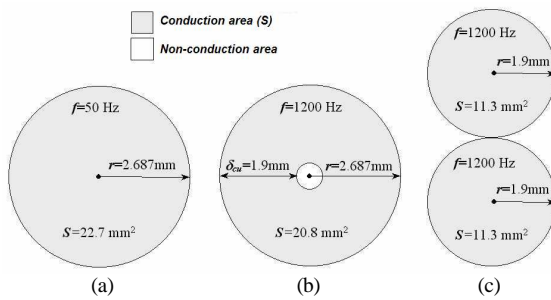 Conduction area (S)
Non-conduction area
f=50 Hz
r=2.687mm
S=22.7 mm²
(a)
f=1200 Hz
δcu=1.9mm
r=2.687mm
S=20.8 mm²
(b)
f=1200 Hz
r=1.9mm
S=11.3 mm²
f=1200 Hz
r=1.9mm
S=11.3 mm²
(c)